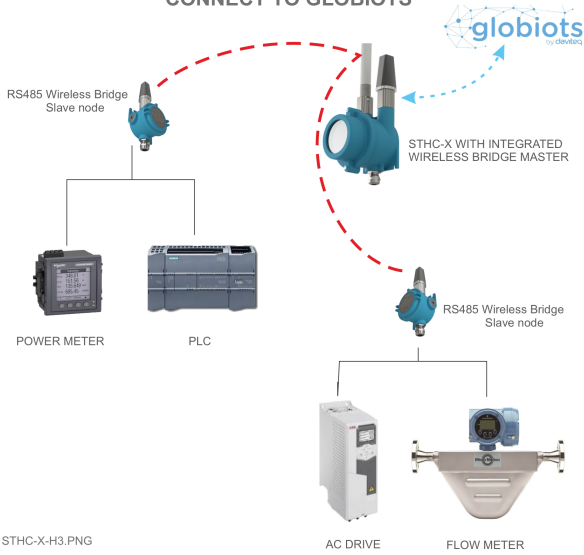 CONNECT TO GLOBIOTS
globiots
by daviteq
RS485 Wireless Bridge
Slave node
STHC-X WITH INTEGRATED
WIRELESS BRIDGE MASTER
POWER METER
PLC
RS485 Wireless Bridge
Slave node
AC DRIVE
FLOW METER
STHC-X-H3.PNG